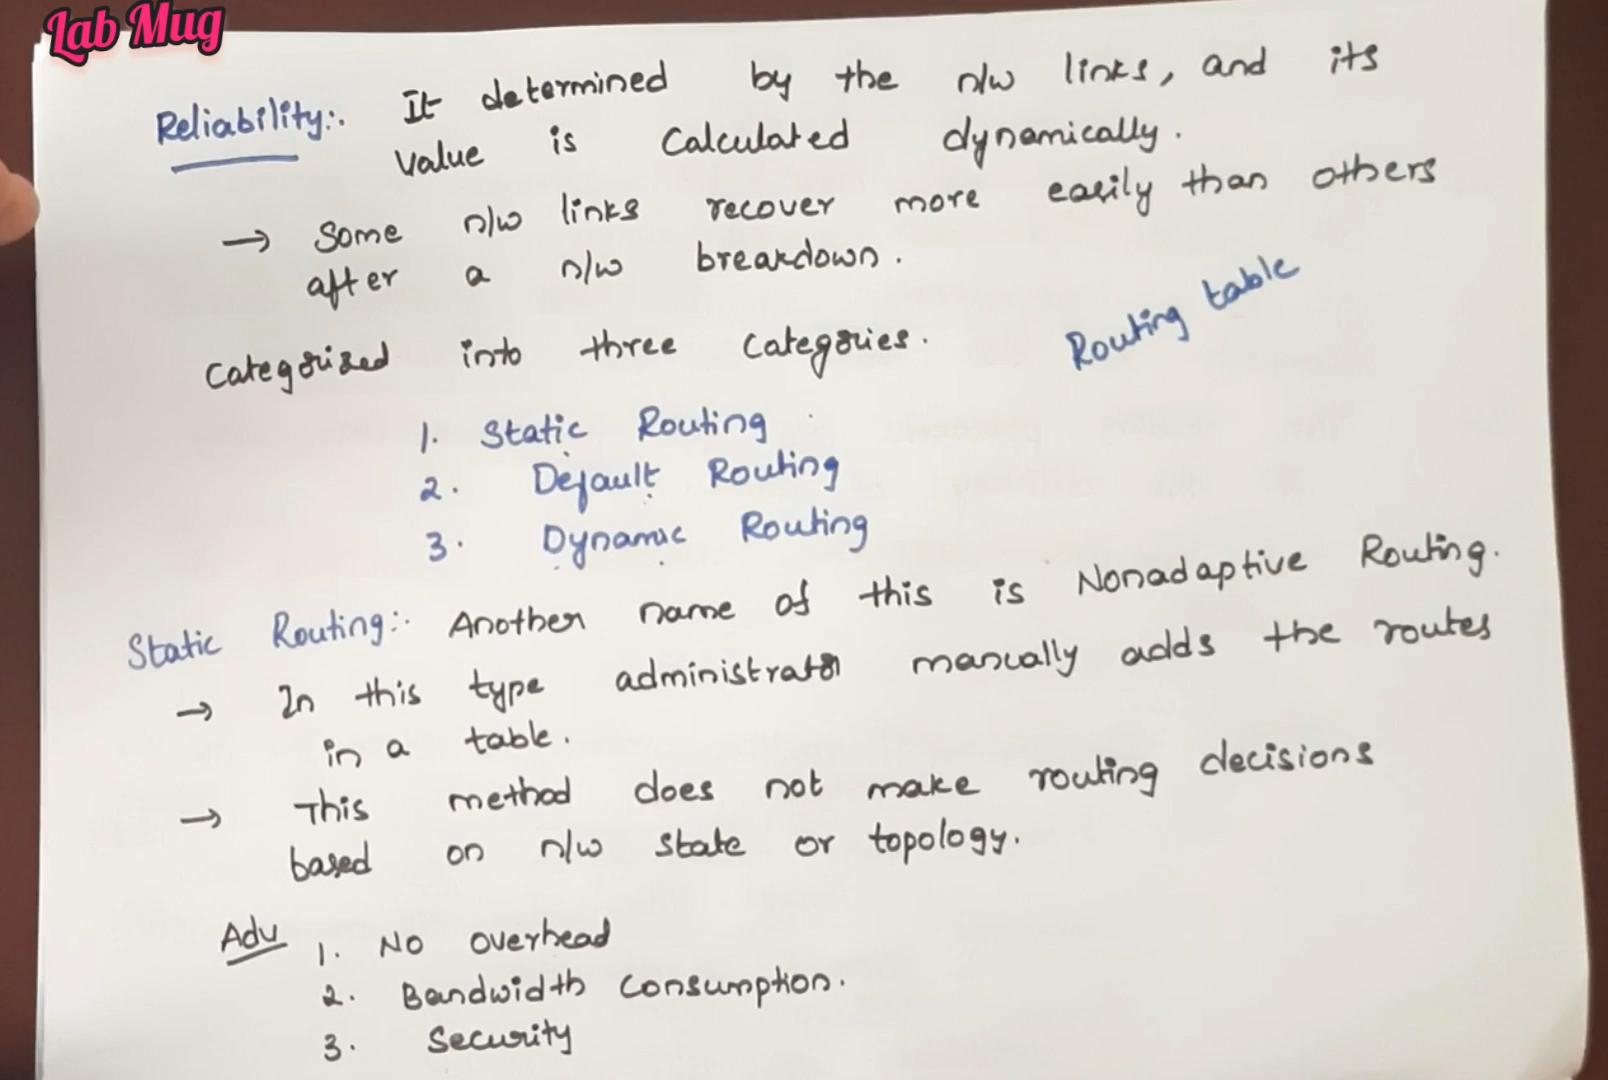 Lab Mug
Reliability:. It determined by the n/w links, and its
value is calculated dynamically.
→ Some n/w links recover more easily than others
after a n/w breakdown.
Routing table
Categorized into three categories.
1. Static Routing
2. Default Routing
3. Dynamic Routing
Static Routing:. Another name of this is Nonadaptive Routing.
→ In this type administrator manually adds the routes
in a table.
→ This method does not make routing decisions
based on n/w state or topology.
Adv 1. No overhead
2. Bandwidth Consumption.
3. Security